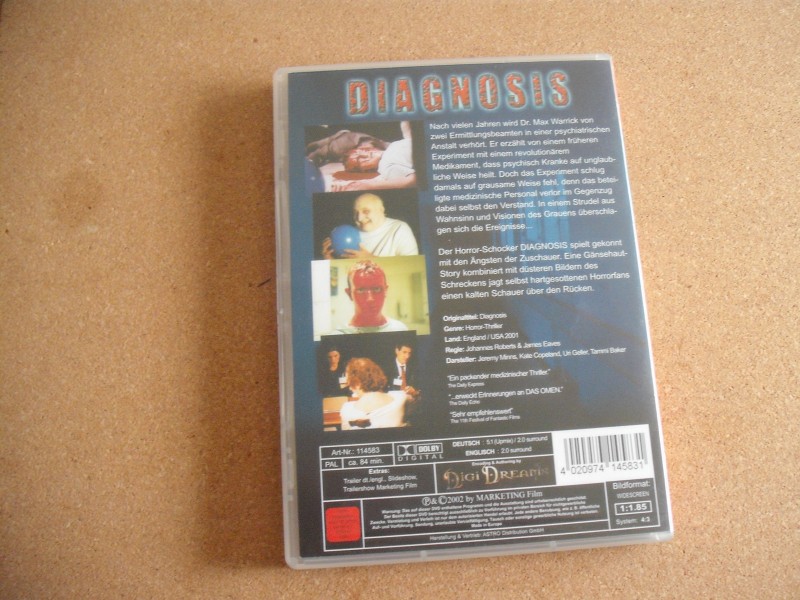 DIAGNOSIS
Nach vielen Jahren wird Dr. Max Warrick von
zwei Ermittlungsbeamten in einer psychiatrischen
Anstalt verhört. Er erzählt von einem früheren
Experiment mit einem revolutionärem
Medikament, dass psychisch Kranke auf unglaub-
liche Weise heilt. Doch das Experiment schlug
damals auf grausame Weise fehl, denn das betei-
ligte medizinische Personal verlor im Gegenzug
dabei selbst den Verstand. In einem Strudel aus
Wahnsinn und Visionen des Grauens überschla-
gen sich die Ereignisse...
Der Horror-Schocker DIAGNOSIS spielt gekonnt
mit den Ängsten der Zuschauer. Eine Gänsehaut-
Story kombiniert mit düsteren Bildern des
Schreckens jagt selbst hartgesottenen Horrorfans
einen kalten Schauer über den Rücken.
Originaltitel: Diagnosis
Genre: Horror-Thriller
Land: England / USA 2001
Regie: Johannes Roberts & James Eaves
Darsteller: Jeremy Minns, Kate Copeland, Uri Geller, Tammi Baker
"Ein packender medizinischer Thriller."
The Daily Express
"...erweckt Erinnerungen an DAS OMEN."
The Daily Echo
"Sehr empfehlenswert"
The 11th Festival of Fantastic Films
Art-Nr.: 114583
PAL ca. 84 min.
DOLBY
DIGITAL
DEUTSCH : 5.1 (Upmix) / 2.0 surround
ENGLISCH : 2.0 surround
Extras:
Trailer dt./engl., Slideshow,
Trailershow Marketing Film
Encoding & Authoring by
DIGI DREAMS
4 020974 145831
Bildformat:
WIDESCREEN
1:1.85
System: 4:3
℗ & © 2002 by MARKETING Film
Made in Europe
Herstellung & Vertrieb: ASTRO Distribution GmbH